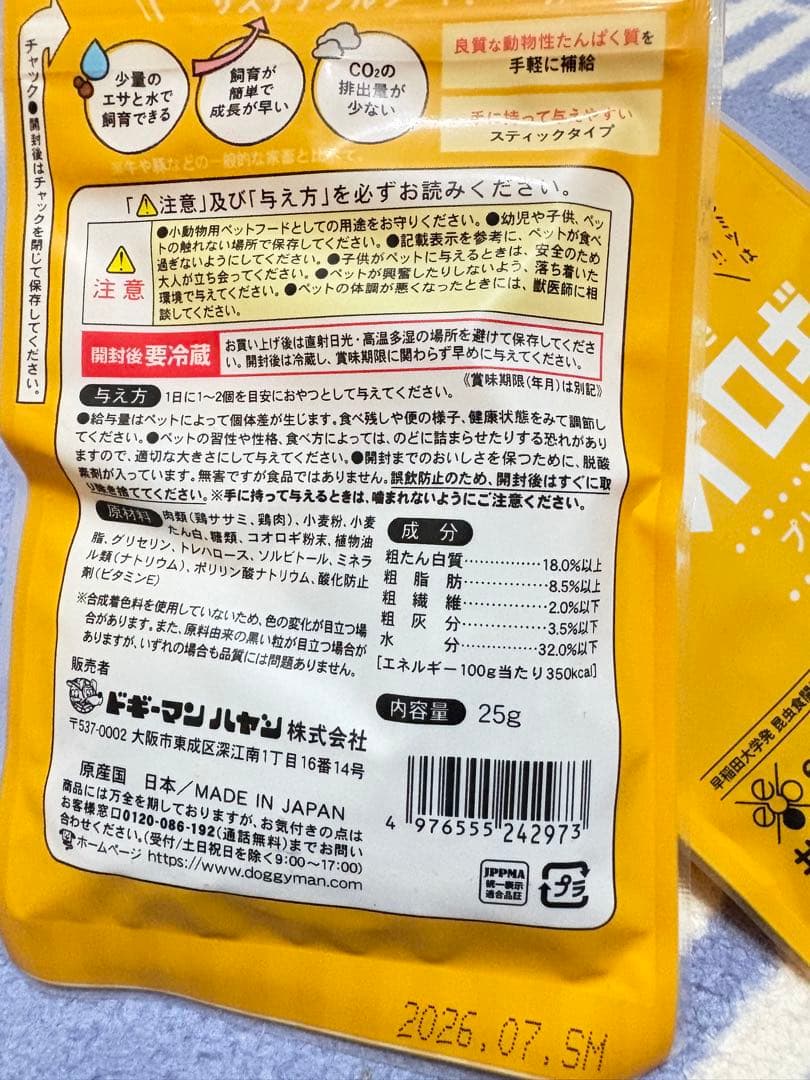 チャック●開封後はチャックを閉じて保存してください。
少量の
エサと水で
飼育できる
飼育が
簡単で
成長が早い
CO₂の
排出量が
少ない
良質な動物性たんぱく質を
手軽に補給
手に持って与えやすい
スティックタイプ
※牛や豚などの一般的な家畜と比べて。
「⚠注意」及び「与え方」を必ずお読みください。
注意
●小動物用ペットフードとしての用途をお守りください。●幼児や子供、ペッ
トの触れない場所で保存してください。●記載表示を参考に、ペットが食べ
過ぎないようにしてください。●子供がペットに与えるときは、安全のため
大人が立ち会ってください。●ペットが興奮したりしないよう、落ち着いた
環境で与えてください。●ペットの体調が悪くなったときには、獣医師に相
談してください。
開封後要冷蔵
お買い上げ後は直射日光・高温多湿の場所を避けて保存してくださ
い。開封後は冷蔵し、賞味期限に関わらず早めに与えてください。
《賞味期限(年月)は別記》
与え方 1日に1〜2個を目安におやつとして与えてください。
●給与量はペットによって個体差が生じます。食べ残しや便の様子、健康状態をみて調節し
てください。●ペットの習性や性格、食べ方によっては、のどに詰まらせたりする恐れがあり
ますので、適切な大きさにして与えてください。●開封までのおいしさを保つために、脱酸
素剤が入っています。無害ですが食品ではありません。誤飲防止のため、開封後はすぐに取
り除き捨ててください。※手に持って与えるときは、噛まれないようにご注意ください。
原材料 肉類(鶏ササミ、鶏肉)、小麦粉、小麦
たん白、糖類、コオロギ粉末、植物油
脂、グリセリン、トレハロース、ソルビトール、ミネラ
ル類(ナトリウム)、ポリリン酸ナトリウム、酸化防止
剤(ビタミンE)
※合成着色料を使用していないため、色の変化が目立つ場
合があります。また、原料由来の黒い粒が目立つ場合が
ありますが、いずれの場合も品質には問題ありません。
成分
粗たん白質…………18.0%以上
粗脂肪…………8.5%以上
粗繊維…………2.0%以下
粗灰分…………3.5%以下
水分…………32.0%以下
[エネルギー100g当たり350kcal]
内容量 25g
販売者
ドギーマンハヤシ株式会社
〒537-0002 大阪市東成区深江南1丁目16番14号
原産国 日本/MADE IN JAPAN
商品には万全を期しておりますが、お気付きの点は
お客様窓口0120-086-192(通話無料)までお問い
合わせください。(受付/土日祝日を除く9:00〜17:00)
ホームページ https://www.doggyman.com
4 976555 242973
JPPMA
統一表示
適合品証
プラ
2026.07.SM
オロギ
プ
早稲田大学発 昆虫食